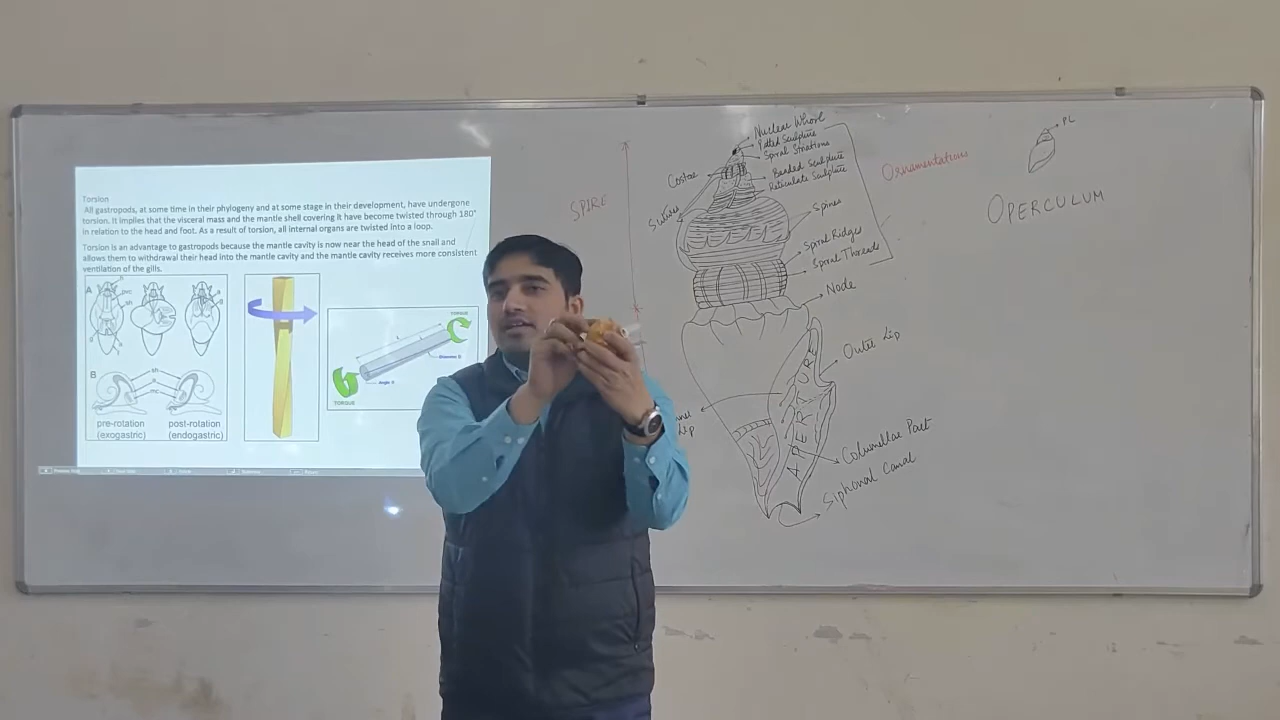 Torsion
All gastropods, at some time in their phylogeny and at some stage in their development, have undergone
torsion. It implies that the visceral mass and the mantle shell covering it have become twisted through 180°
in relation to the head and foot. As a result of torsion, all internal organs are twisted into a loop.
Torsion is an advantage to gastropods because the mantle cavity is now near the head of the snail and
allows them to withdrawal their head into the mantle cavity and the mantle cavity receives more consistent
ventilation of the gills.
A
B
sh
mc
pre-rotation
(exogastric)
post-rotation
(endogastric)
TORQUE
L
TORQUE
SPIRE
Nuclear Whorl
Pitted Sculpture
Spiral Striations
Costae
Beaded Sculpture
Reticulate Sculpture
Sutures
Spines
Spiral Ridges
Spiral Threads
Ornamentations
Node
Outer Lip
APERTURE
Columellar Part
Siphonal Canal
PL
OPERCULUM